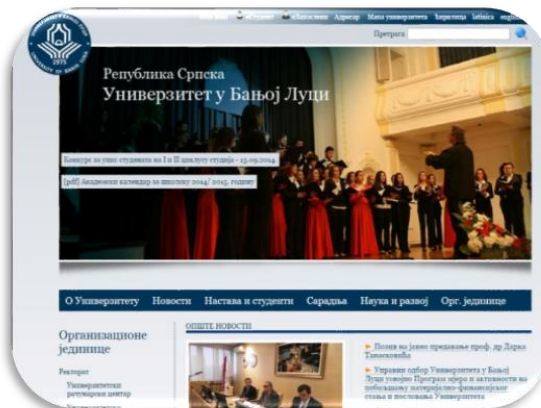 еСтудент еЗапослени Адресар Мапа универзитета Ћирилица latinica
Претрага
1975
Република Српска
Универзитет у Бањој Луци
Конкурс за упис студената на I и II циклусу студија - 15.09.2014.
[pdf] Академски календар за школску 2014/2015. годину
О Универзитету Новости Настава и студенти Сарадња Наука и развој Орг. јединице
Организационе
јединице
Ректорат
Универзитетски
рачунарски центар
ОПШТЕ НОВОСТИ
Позив на јавно предавање проф. др Дарка
Танасковића
Управни одбор Универзитета у Бањој
Луци усвојио Програм мјера и активности на
побољшању материјално-финансијског
стања и пословања Универзитета